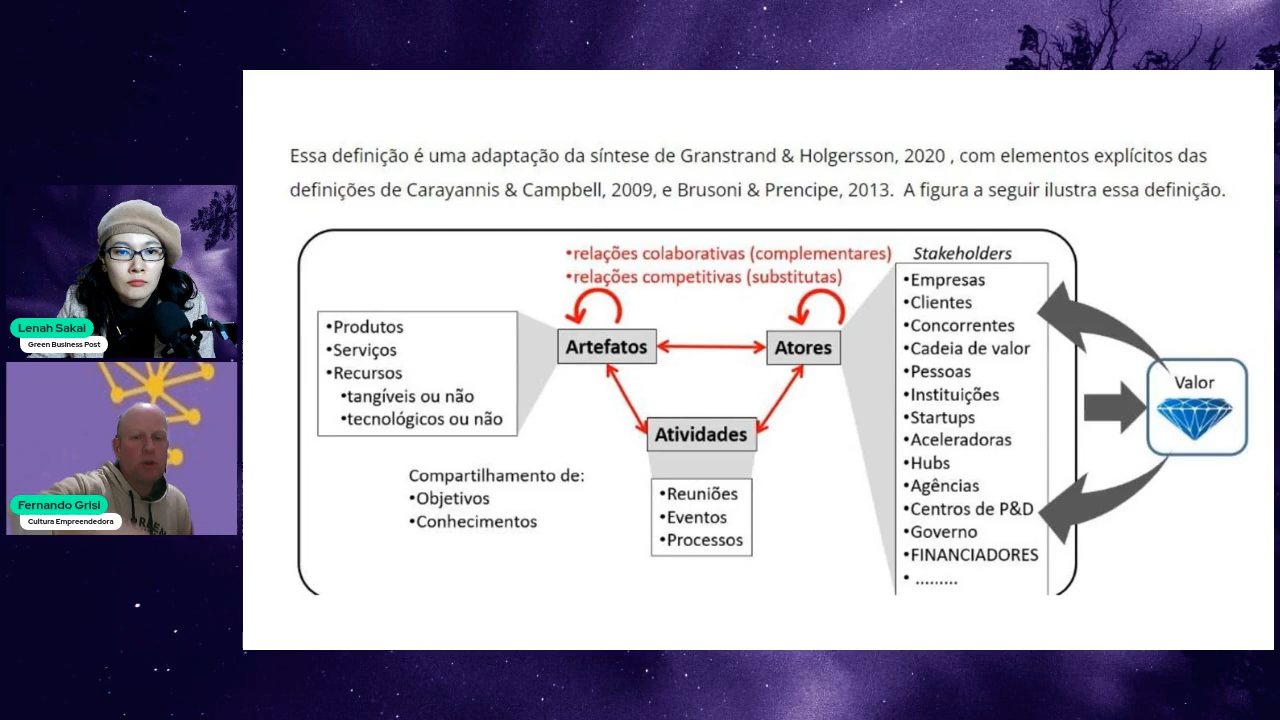 Essa definição é uma adaptação da síntese de Granstrand & Holgersson, 2020 , com elementos explícitos das
definições de Carayannis & Campbell, 2009, e Brusoni & Prencipe, 2013. A figura a seguir ilustra essa definição.
•relações colaborativas (complementares)
•relações competitivas (substitutas)
Stakeholders
•Produtos
•Serviços
•Recursos
•tangíveis ou não
•tecnológicos ou não
Artefatos
Atores
Atividades
Compartilhamento de:
•Objetivos
•Conhecimentos
•Reuniões
•Eventos
•Processos
•Empresas
•Clientes
•Concorrentes
•Cadeia de valor
•Pessoas
•Instituições
•Startups
•Aceleradoras
•Hubs
•Agências
•Centros de P&D
•Governo
•FINANCIADORES
• .........
Valor
Lenah Sakai
Green Business Post
Fernando Grisi
Cultura Empreendedora